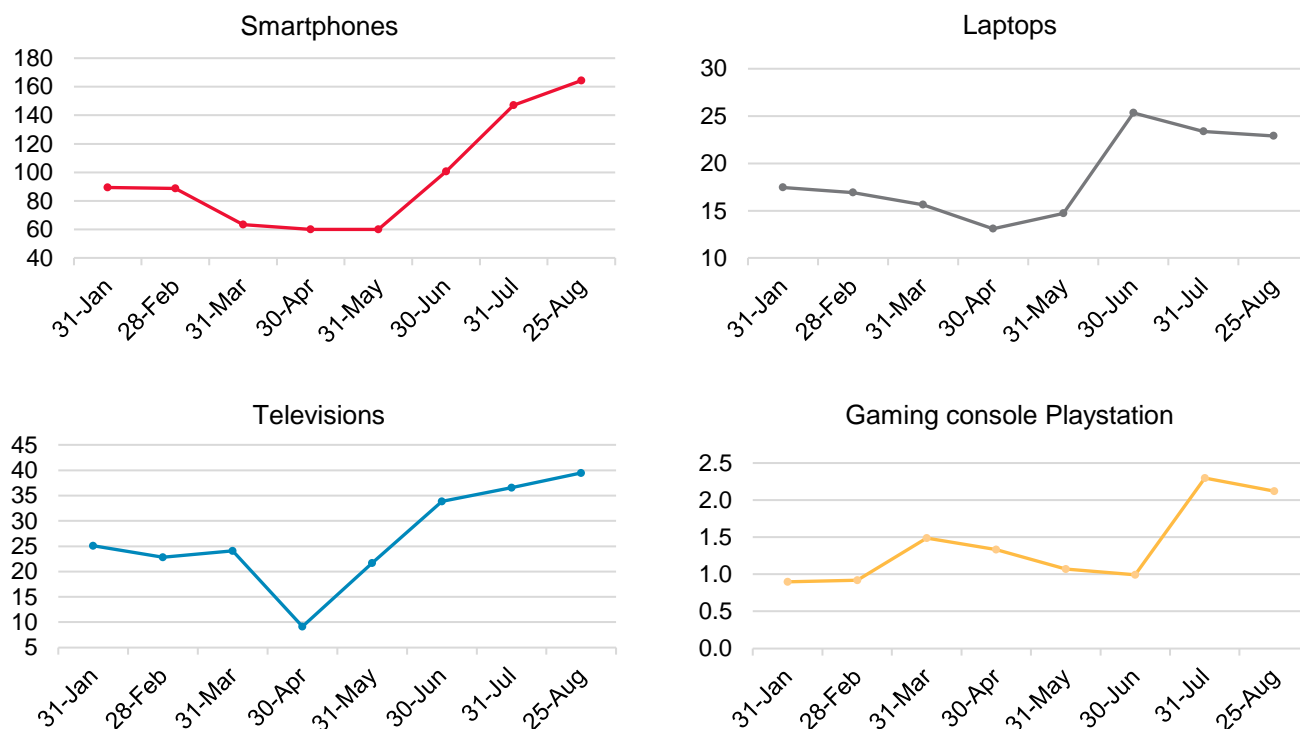 Smartphones
180
160
140
120
100
80
60
40
31-Jan
28-Feb
31-Mar
30-Apr
31-May
30-Jun
31-Jul
25-Aug
Laptops
30
25
20
15
10
31-Jan
28-Feb
31-Mar
30-Apr
31-May
30-Jun
31-Jul
25-Aug
Televisions
45
40
35
30
25
20
15
10
5
31-Jan
28-Feb
31-Mar
30-Apr
31-May
30-Jun
31-Jul
25-Aug
Gaming console Playstation
2.5
2.0
1.5
1.0
0.5
0.0
31-Jan
28-Feb
31-Mar
30-Apr
31-May
30-Jun
31-Jul
25-Aug